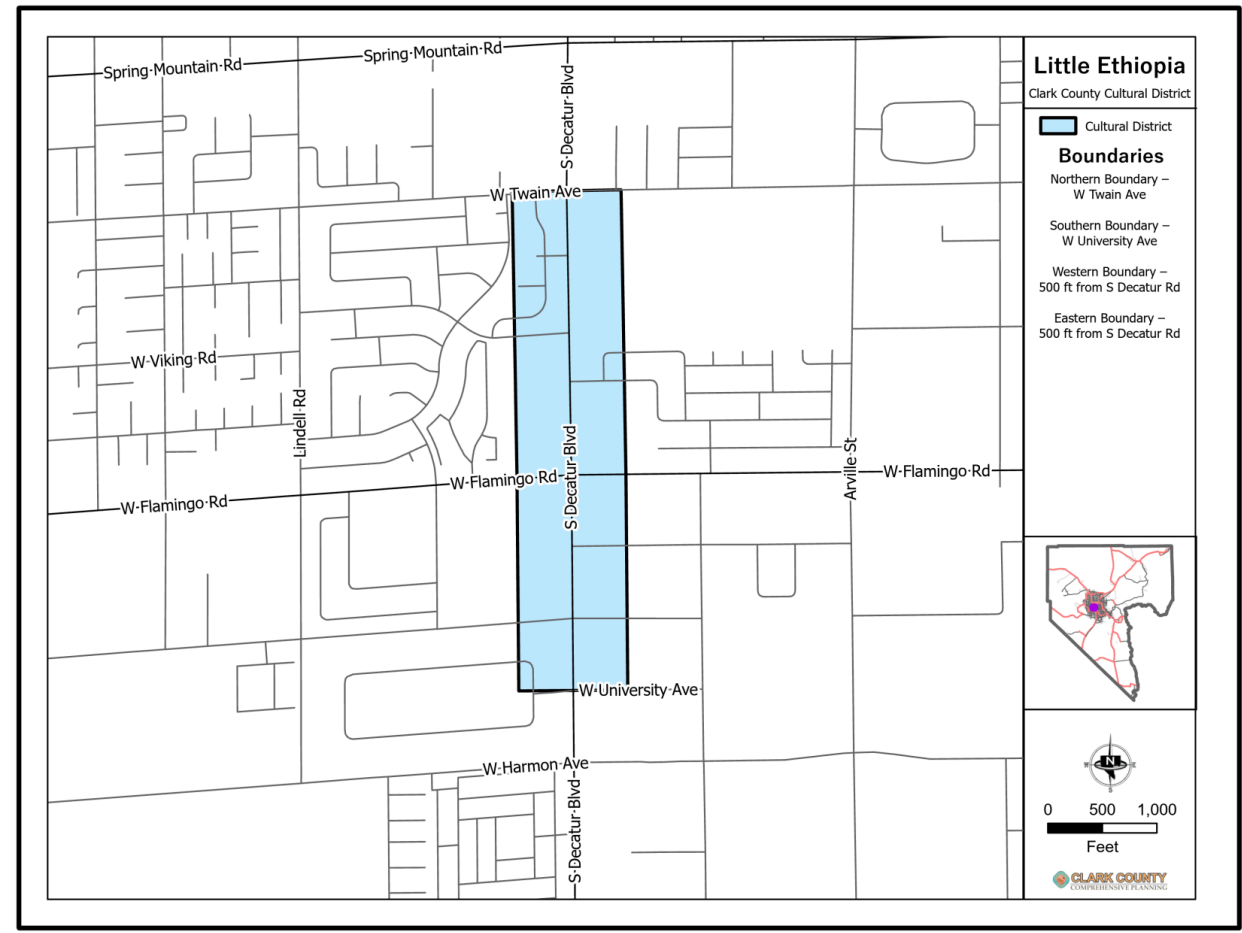 Spring Mountain Rd
Spring Mountain Rd
S Decatur Blvd
W Twain Ave
W Viking Rd
Lindell Rd
S Decatur Blvd
Arville St
W Flamingo Rd
W Flamingo Rd
W Flamingo Rd
W University Ave
W Harmon Ave
S Decatur Blvd
Little Ethiopia
Clark County Cultural District
Cultural District
Boundaries
Northern Boundary –
W Twain Ave
Southern Boundary –
W University Ave
Western Boundary –
500 ft from S Decatur Rd
Eastern Boundary –
500 ft from S Decatur Rd
N
W E
S
0 500 1,000
Feet
CLARK COUNTY
COMPREHENSIVE PLANNING